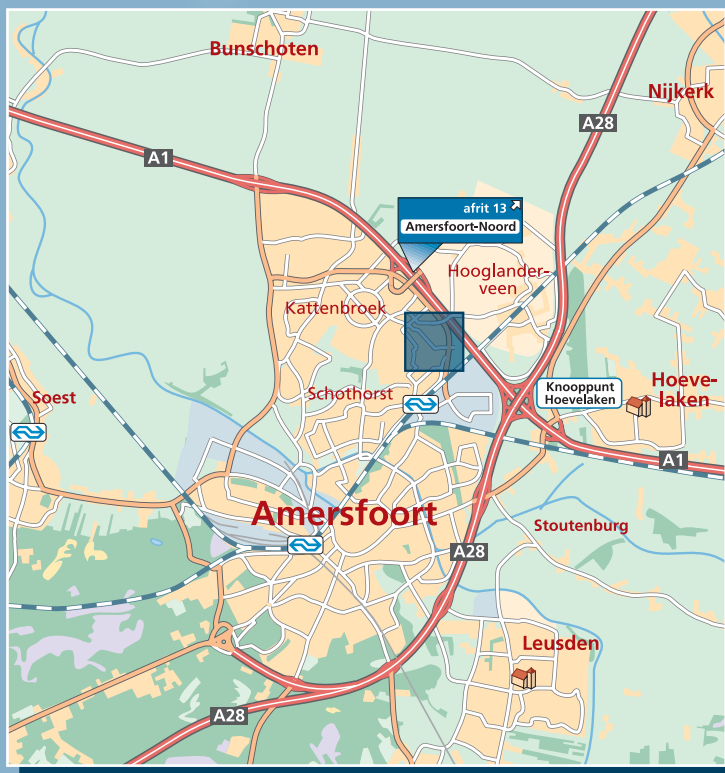 Bunschoten
Nijkerk
A28
A1
afrit 13
Amersfoort-Noord
Hooglander-
veen
Kattenbroek
Schothorst
Knooppunt
Hoevelaken
Hoeve-
laken
Soest
A1
Amersfoort
Stoutenburg
A28
Leusden
A28